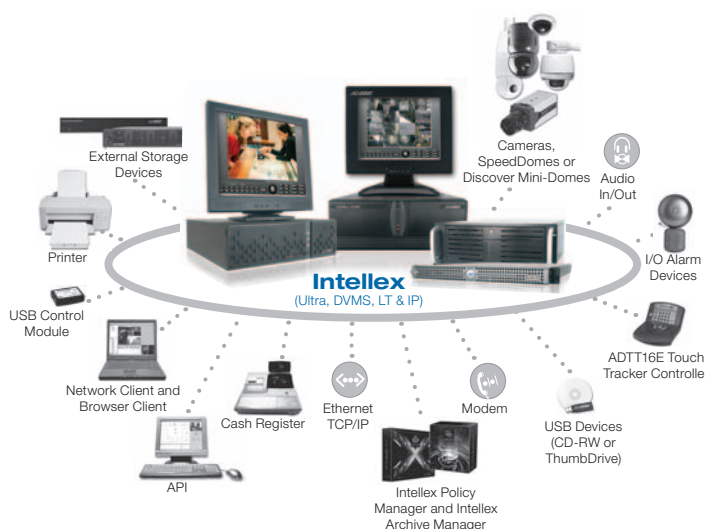 External Storage
Devices
Cameras,
SpeedDomes or
Discover Mini-Domes
Audio
In/Out
Printer
I/O Alarm
Devices
Intellex
(Ultra, DVMS, LT & IP)
USB Control
Module
ADTT16E Touch
Tracker Controlle
Network Client and
Browser Client
Cash Register
Ethernet
TCP/IP
Modem
USB Devices
(CD-RW or
ThumbDrive)
API
Intellex Policy
Manager and Intellex
Archive Manager